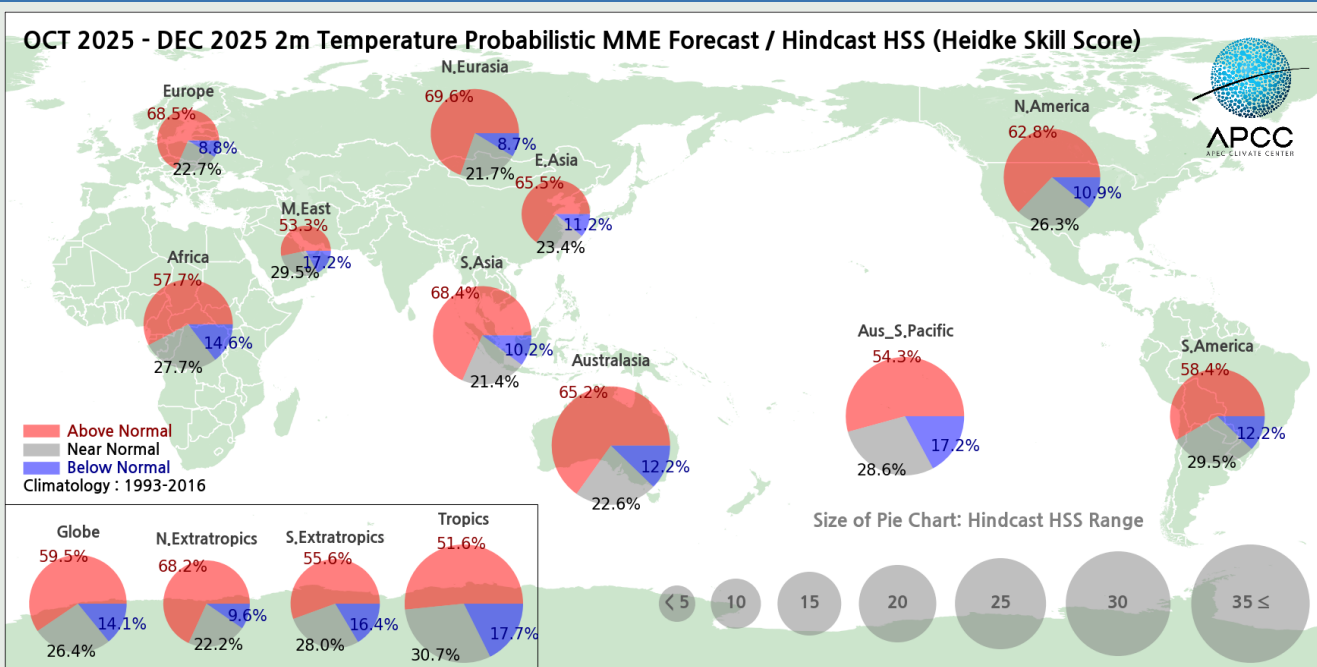 OCT 2025 - DEC 2025 2m Temperature Probabilistic MME Forecast / Hindcast HSS (Heidke Skill Score)
APCC
APEC CLIMATE CENTER
Europe
68.5%
8.8%
22.7%
N.Eurasia
69.6%
8.7%
21.7%
E.Asia
65.5%
11.2%
23.4%
N.America
62.8%
10.9%
26.3%
M.East
53.3%
17.2%
29.5%
Africa
57.7%
14.6%
27.7%
S.Asia
68.4%
10.2%
21.4%
Australasia
65.2%
12.2%
22.6%
Aus_S.Pacific
54.3%
17.2%
28.6%
S.America
58.4%
12.2%
29.5%
Above Normal
Near Normal
Below Normal
Climatology : 1993-2016
Globe
59.5%
14.1%
26.4%
N.Extratropics
68.2%
9.6%
22.2%
S.Extratropics
55.6%
16.4%
28.0%
Tropics
51.6%
17.7%
30.7%
Size of Pie Chart: Hindcast HSS Range
< 5 10 15 20 25 30 35 ≤